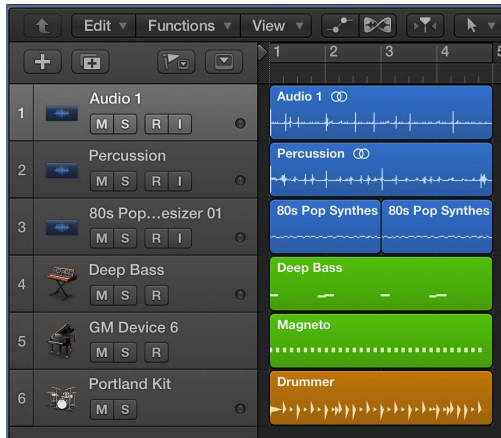 Edit Functions View
1 2 3 4 5
1 Audio 1
M S R I
Audio 1
2 Percussion
M S R I
Percussion
3 80s Pop…esizer 01
M S R I
80s Pop Synthes 80s Pop Synthes
4 Deep Bass
M S R
Deep Bass
5 GM Device 6
M S R
Magneto
6 Portland Kit
M S
Drummer